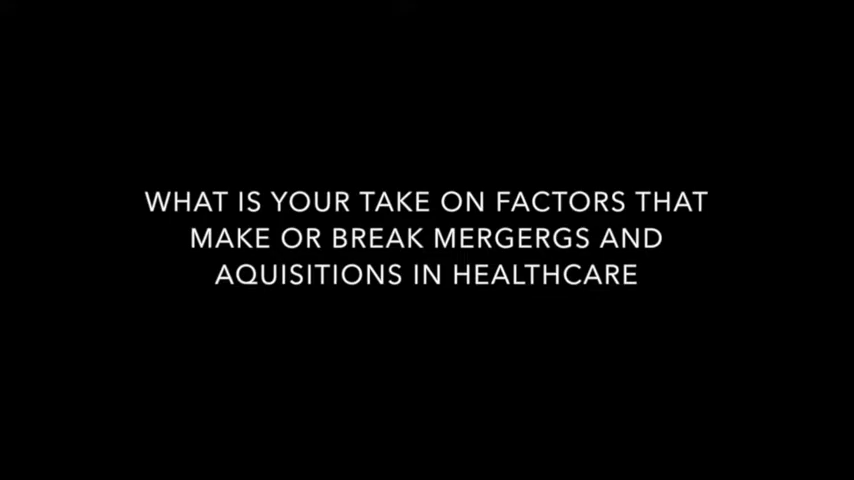 WHAT IS YOUR TAKE ON FACTORS THAT
MAKE OR BREAK MERGERGS AND
AQUISITIONS IN HEALTHCARE